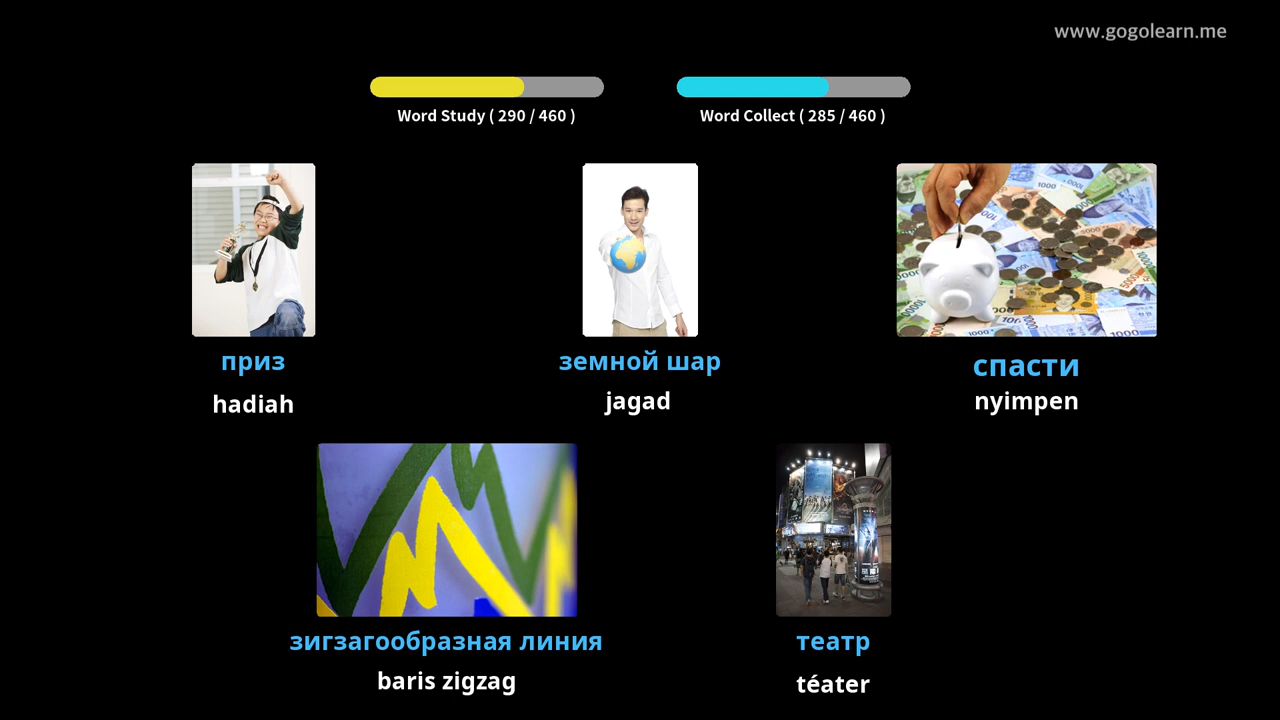 www.gogolearn.me
Word Study ( 290 / 460 )
Word Collect ( 285 / 460 )
приз
hadiah
земной шар
jagad
спасти
nyimpen
зигзагообразная линия
baris zigzag
театр
téater